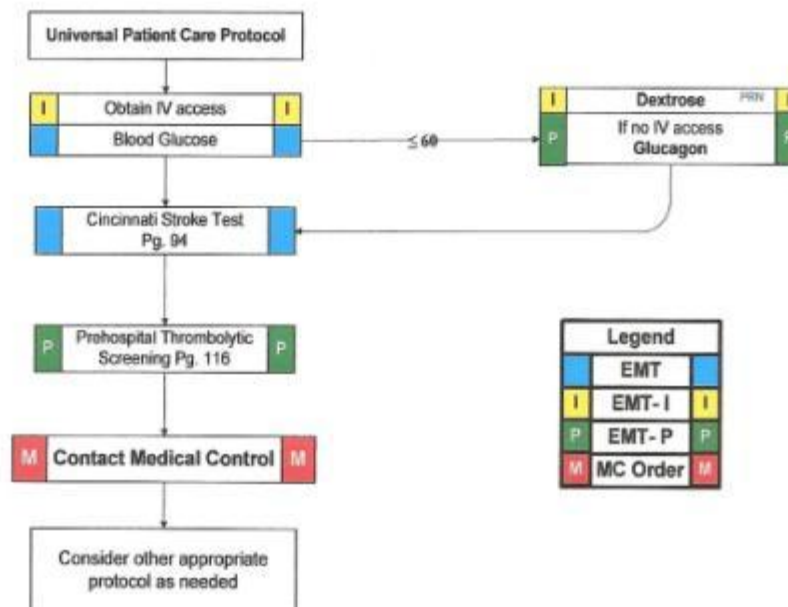 Universal Patient Care Protocol
I Obtain IV access I
Blood Glucose
≤ 60
I Dextrose PRN I
P If no IV access P
Glucagon
Cincinnati Stroke Test
Pg. 94
P Prehospital Thrombolytic P
Screening Pg. 116
M Contact Medical Control M
Consider other appropriate
protocol as needed
Legend
EMT
I EMT- I I
P EMT- P P
M MC Order M